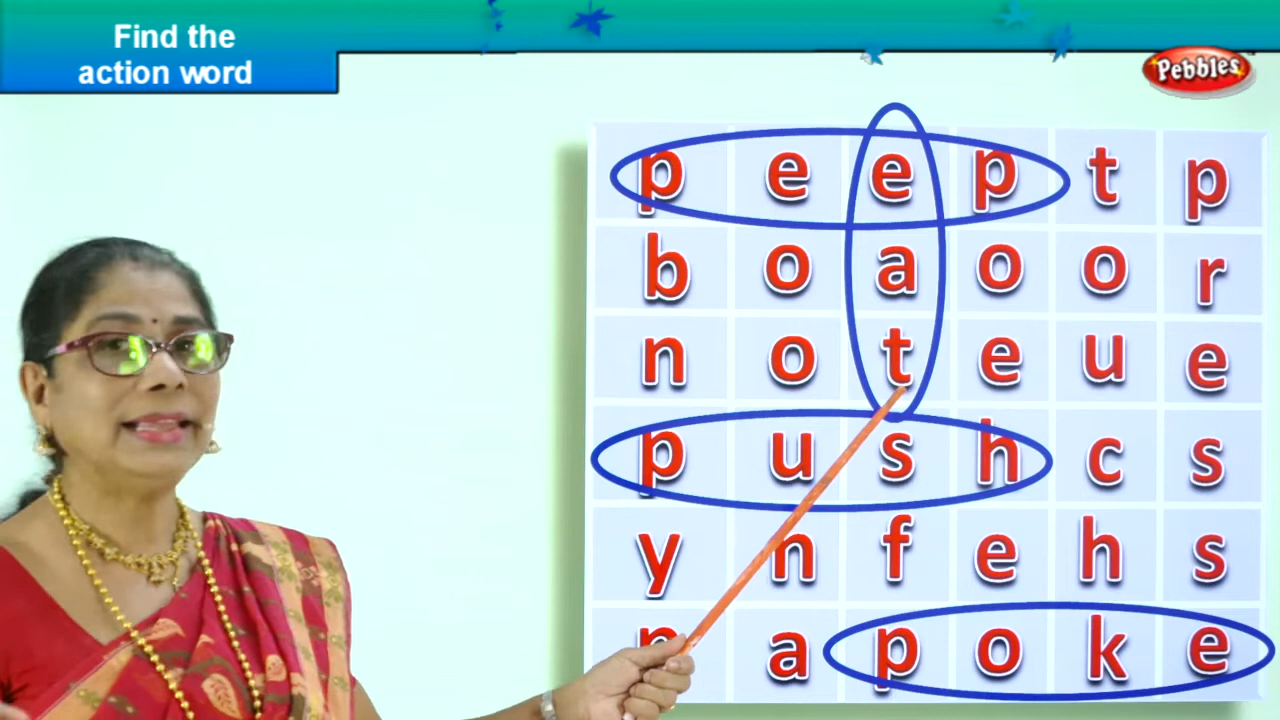 Find the
action word
Pebbles
p e e p t p
b o a o o r
n o t e u e
p u s h c s
y n f e h s
a p o k e